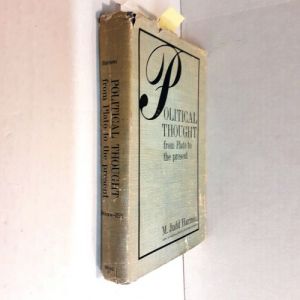 POLITICAL
THOUGHT
from Plato to
the present
M. Judd Harmon
Harmon
POLITICAL THOUGHT
from Plato to the present